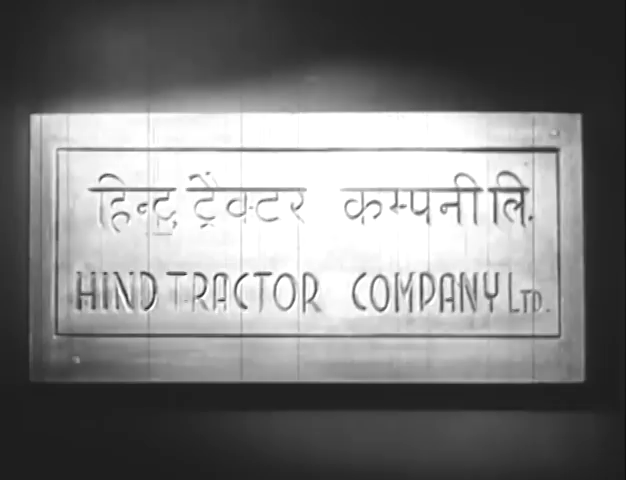 हिन्द ट्रैक्टर कम्पनी लि.
HIND TRACTOR COMPANY LTD.